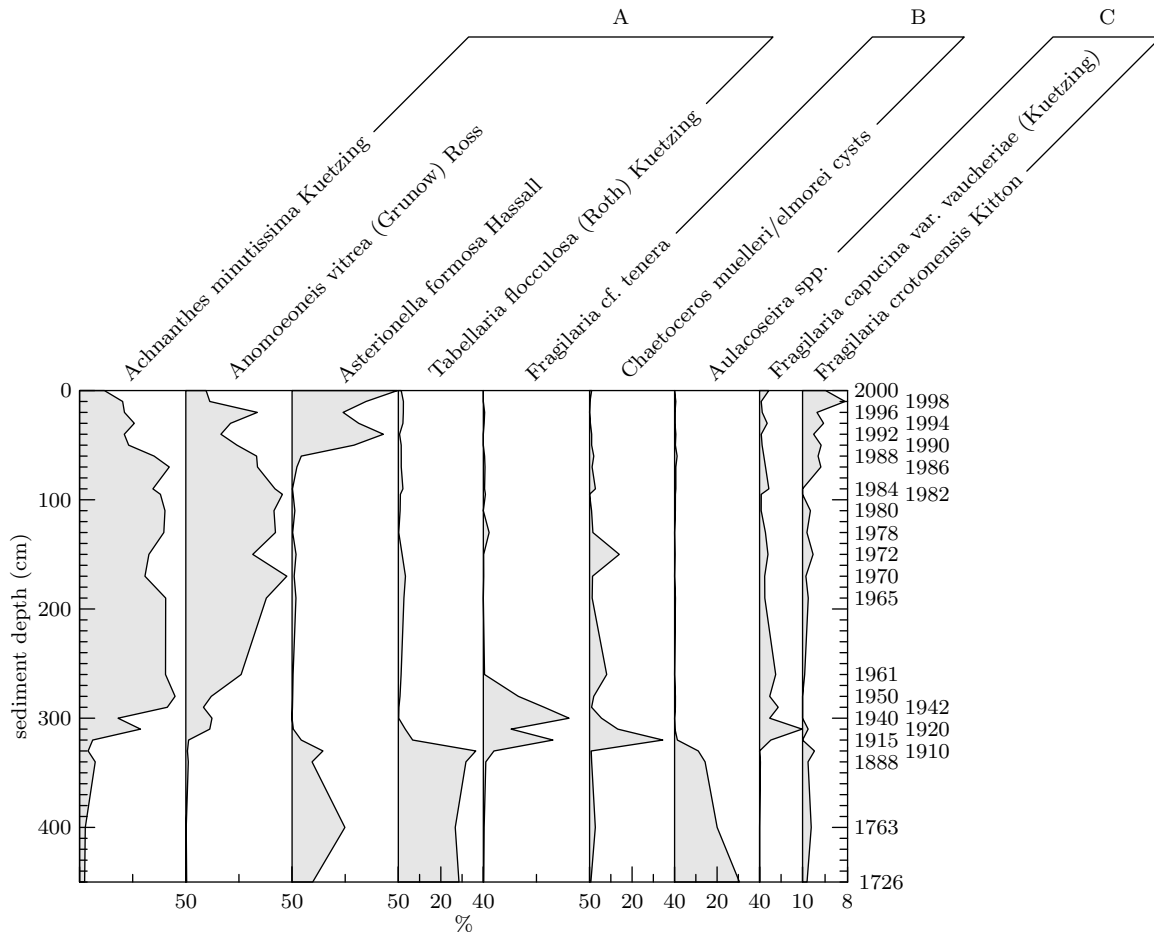 A
B
C
Achnanthes minutissima Kuetzing
Anomoeoneis vitrea (Grunow) Ross
Asterionella formosa Hassall
Tabellaria flocculosa (Roth) Kuetzing
Fragilaria cf. tenera
Chaetoceros muelleri/elmorei cysts
Aulacoseira spp.
Fragilaria capucina var. vaucheriae (Kuetzing)
Fragilaria crotonensis Kitton
0
100
200
300
400
sediment depth (cm)
2000
1998
1996
1994
1992
1990
1988
1986
1984
1982
1980
1978
1972
1970
1965
1961
1950
1942
1940
1920
1915
1910
1888
1763
1726
50 50 50 20 40 50 20 40 20 40 10 8
%